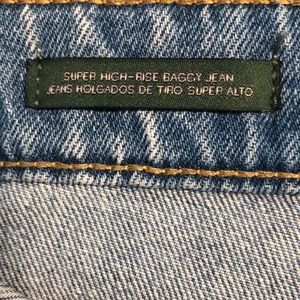 SUPER HIGH-RISE BAGGY JEAN
JEANS HOLGADOS DE TIRO SUPER ALTO